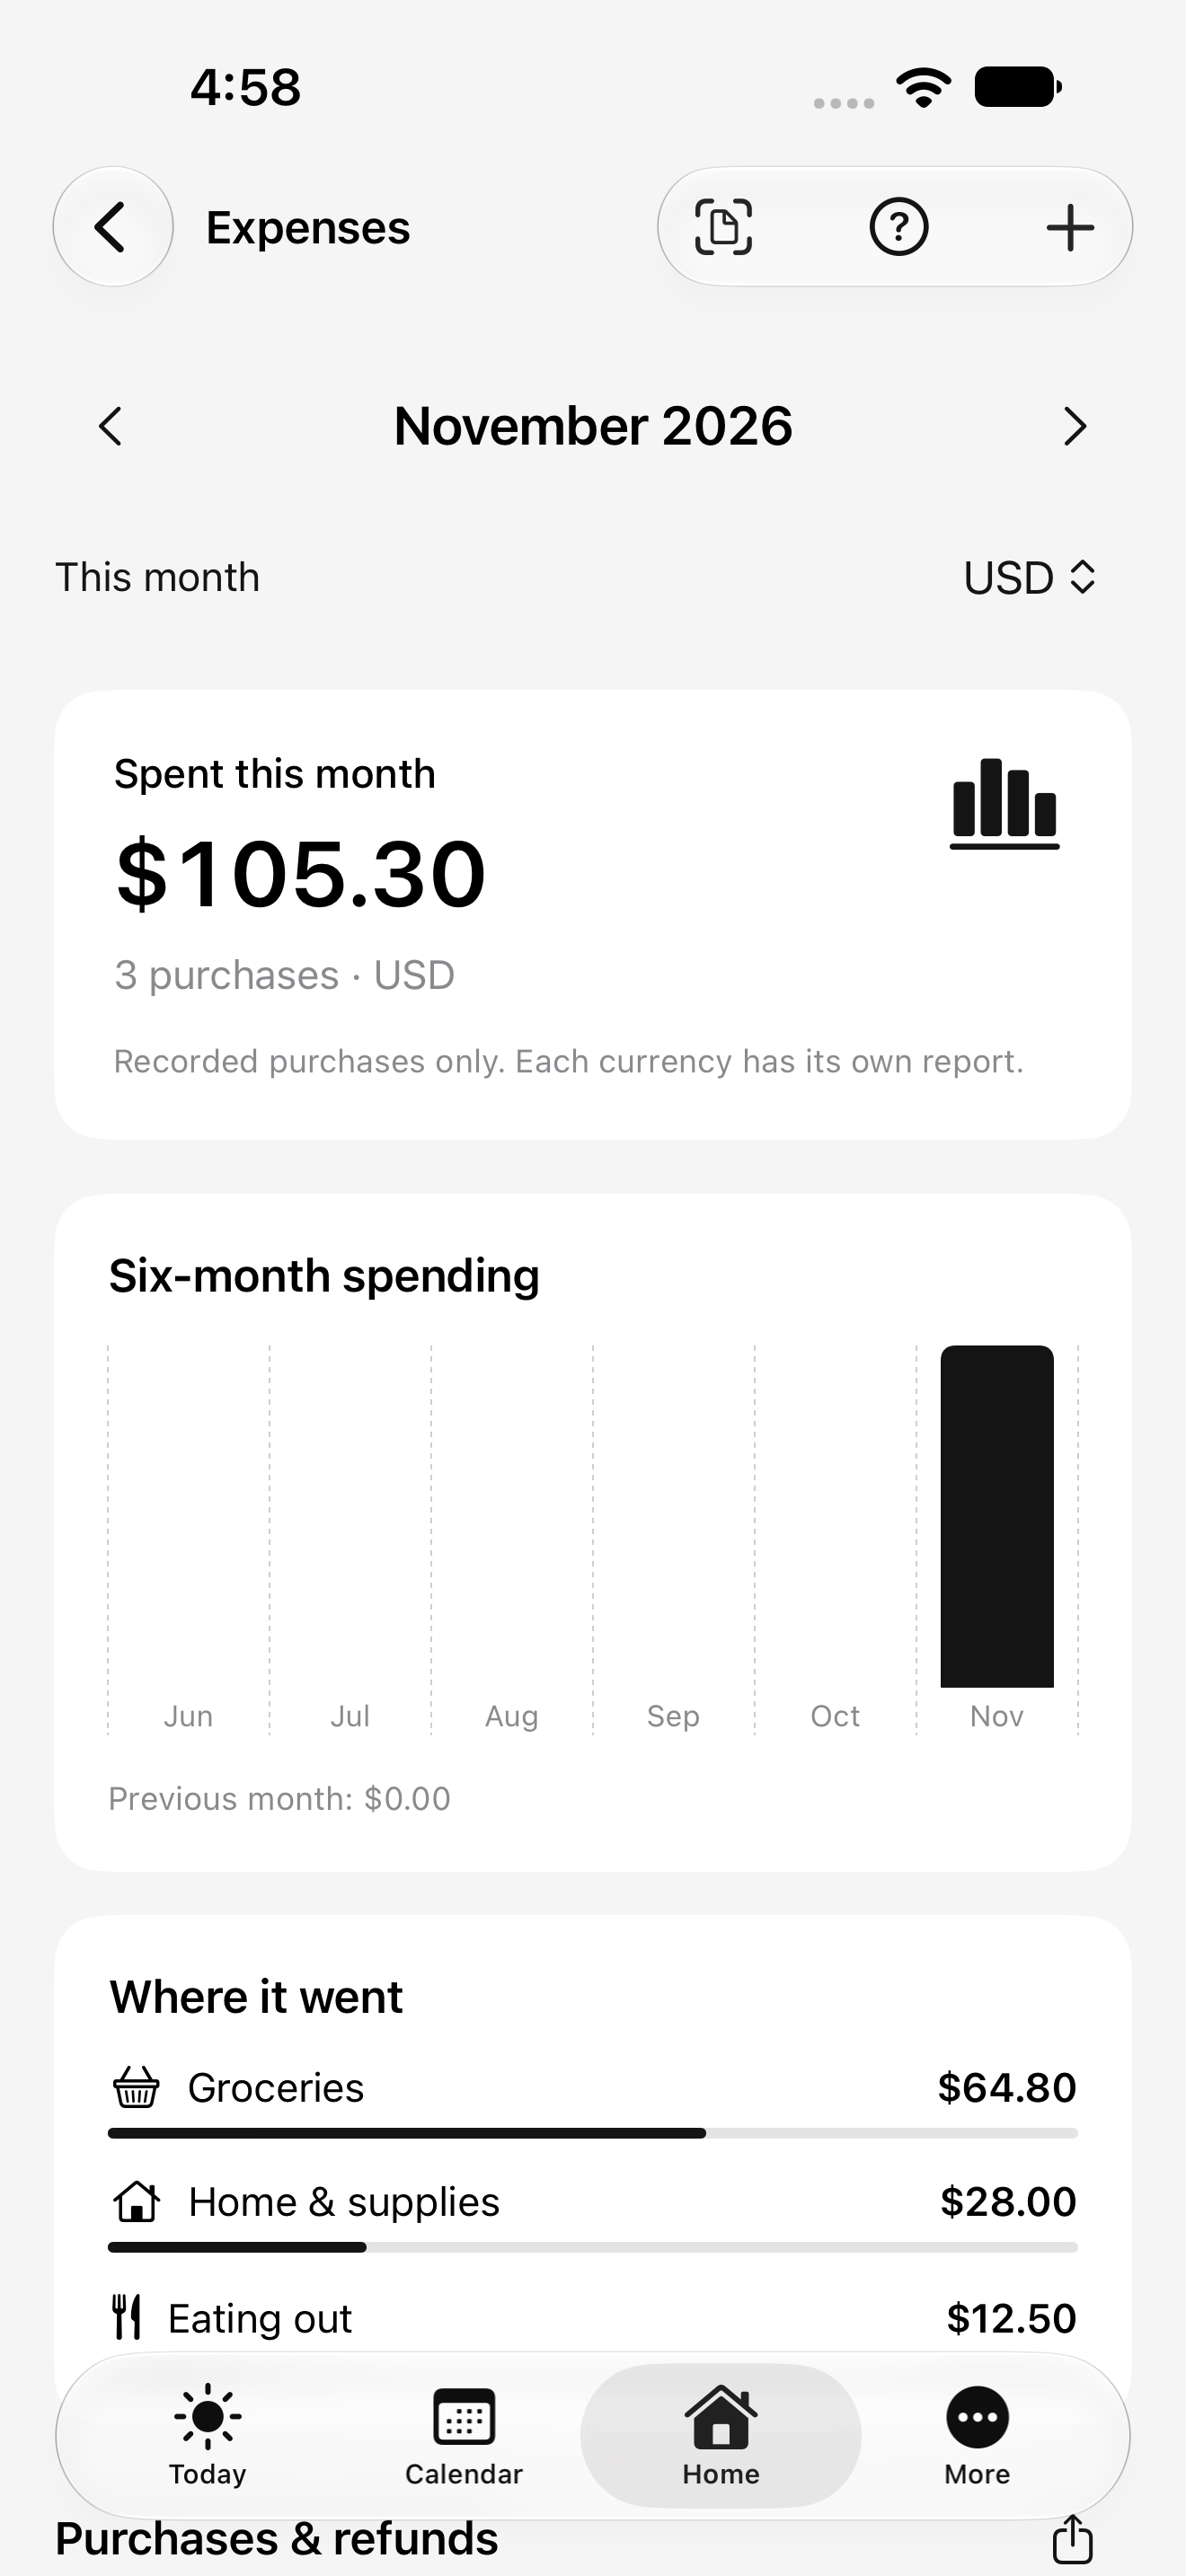 4:58
Expenses
November 2026
This month
USD
Spent this month
$105.30
3 purchases · USD
Recorded purchases only. Each currency has its own report.
Six-month spending
Jun Jul Aug Sep Oct Nov
Previous month: $0.00
Where it went
Groceries $64.80
Home & supplies $28.00
Eating out $12.50
Today Calendar Home More
Purchases & refunds